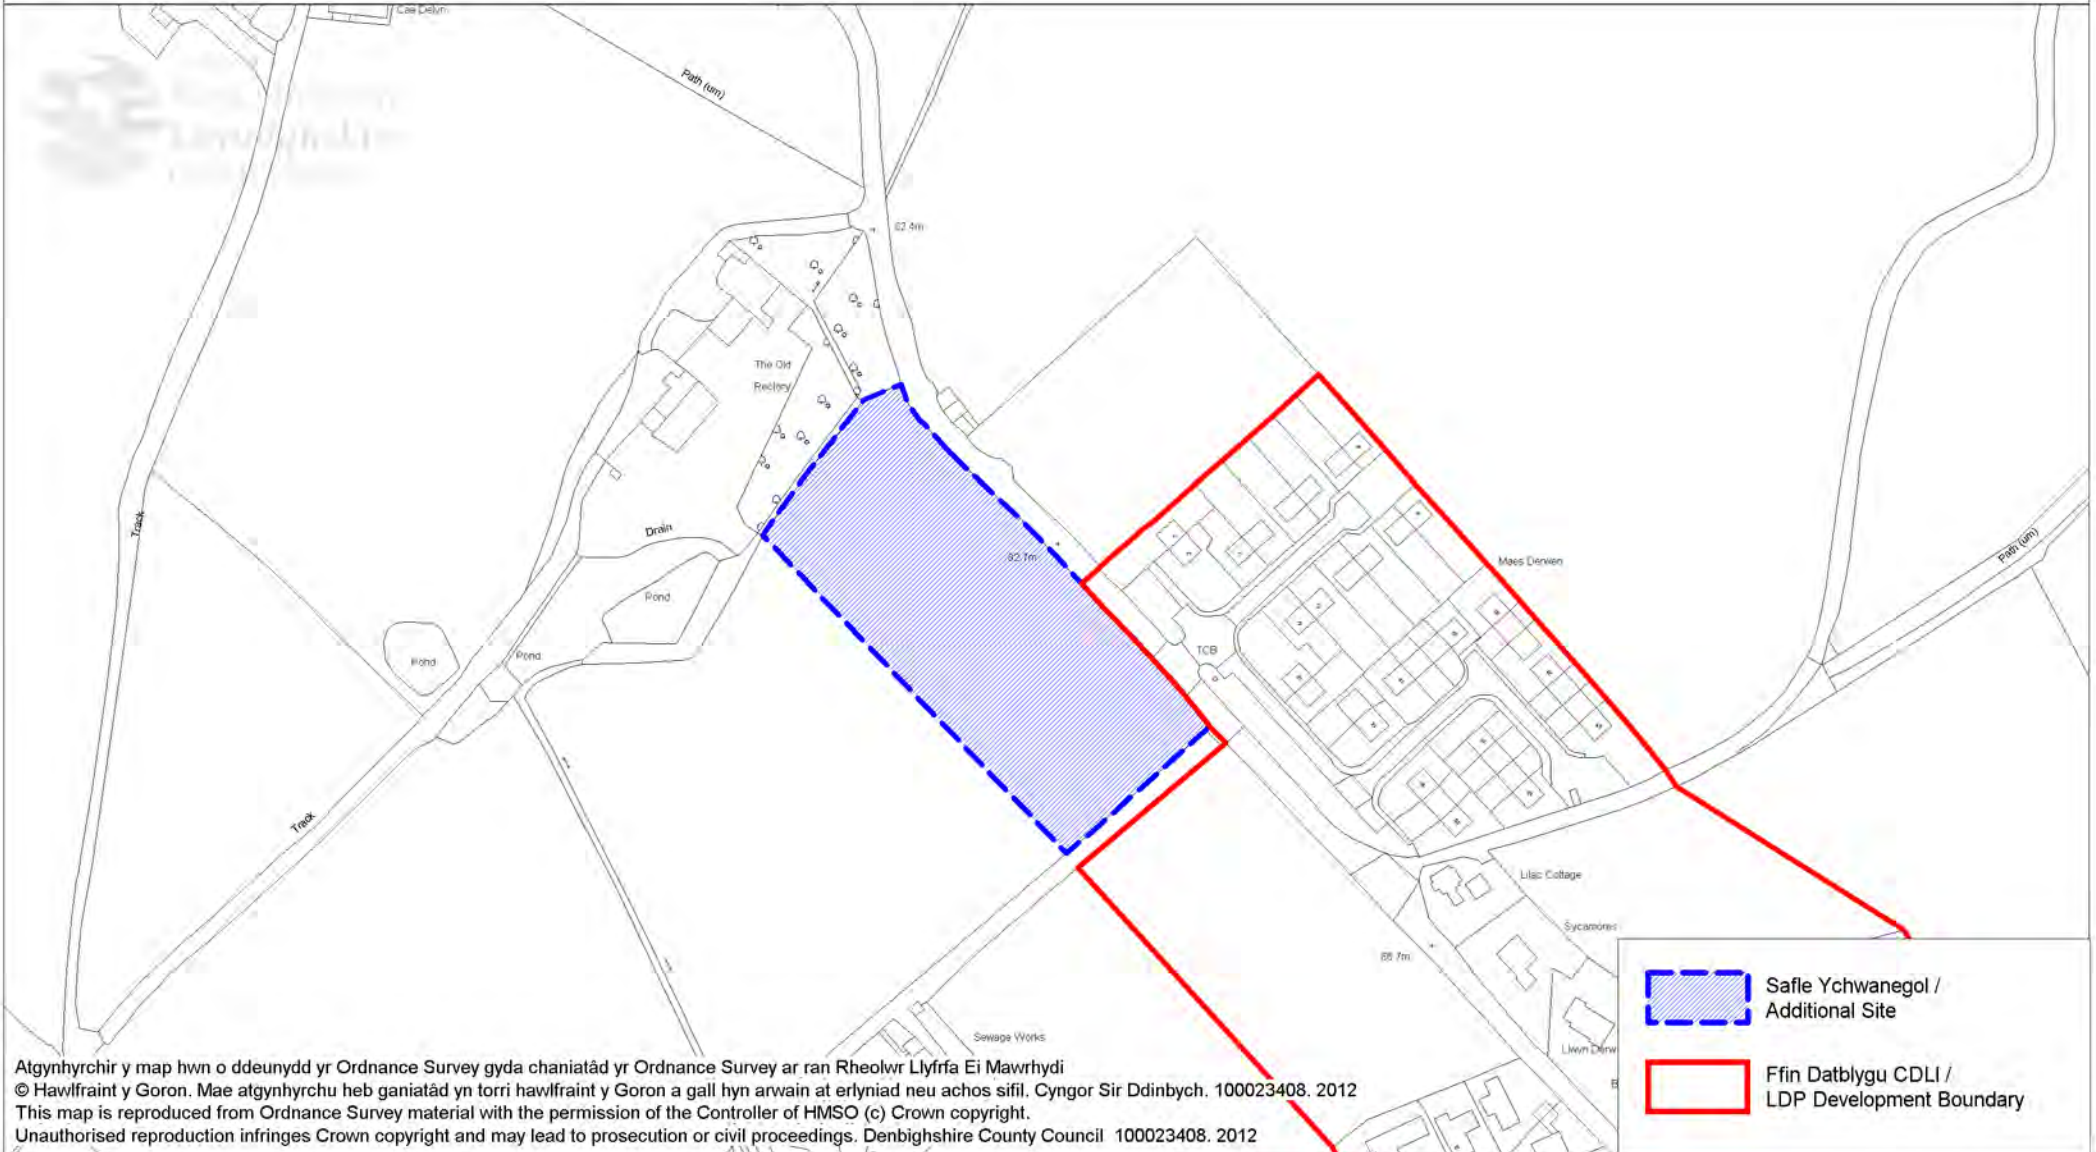 Cae Delyn
Path (um)
82.4m
The Old
Rectory
Track
Drain
82.7m
Maes Derwen
Path (um)
Pond
Pond
Pond
TCB
Track
Lilac Cottage
Sycamores
88.7m
Sewage Works
Llwyn Derw
Safle Ychwanegol /
Additional Site
Ffin Datblygu CDLl /
LDP Development Boundary
Atgynhyrchir y map hwn o ddeunydd yr Ordnance Survey gyda chaniatâd yr Ordnance Survey ar ran Rheolwr Llyfrfa Ei Mawrhydi
© Hawlfraint y Goron. Mae atgynhyrchu heb ganiatâd yn torri hawlfraint y Goron a gall hyn arwain at erlyniad neu achos sifil. Cyngor Sir Ddinbych. 100023408. 2012
This map is reproduced from Ordnance Survey material with the permission of the Controller of HMSO (c) Crown copyright.
Unauthorised reproduction infringes Crown copyright and may lead to prosecution or civil proceedings. Denbighshire County Council 100023408. 2012